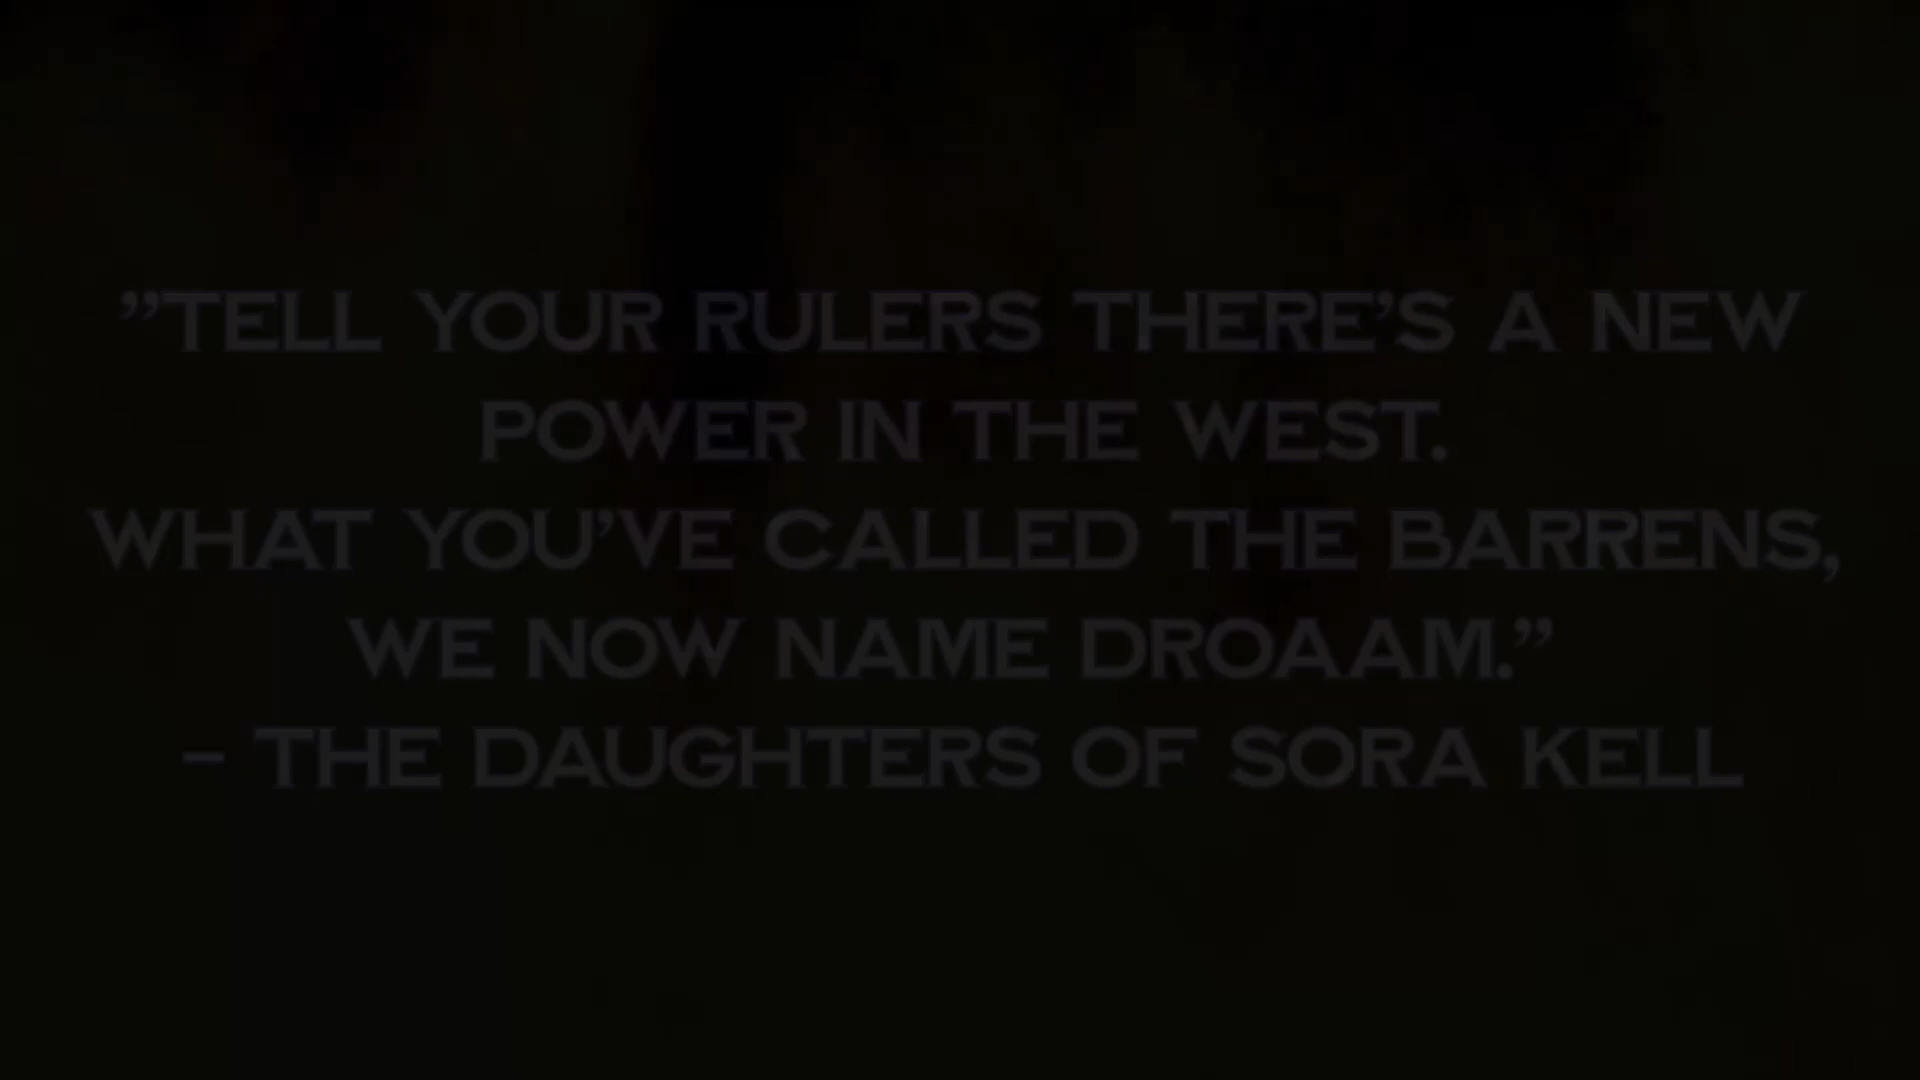 ”TELL YOUR RULERS THERE’S A NEW
POWER IN THE WEST.
WHAT YOU’VE CALLED THE BARRENS,
WE NOW NAME DROAAM.”
– THE DAUGHTERS OF SORA KELL